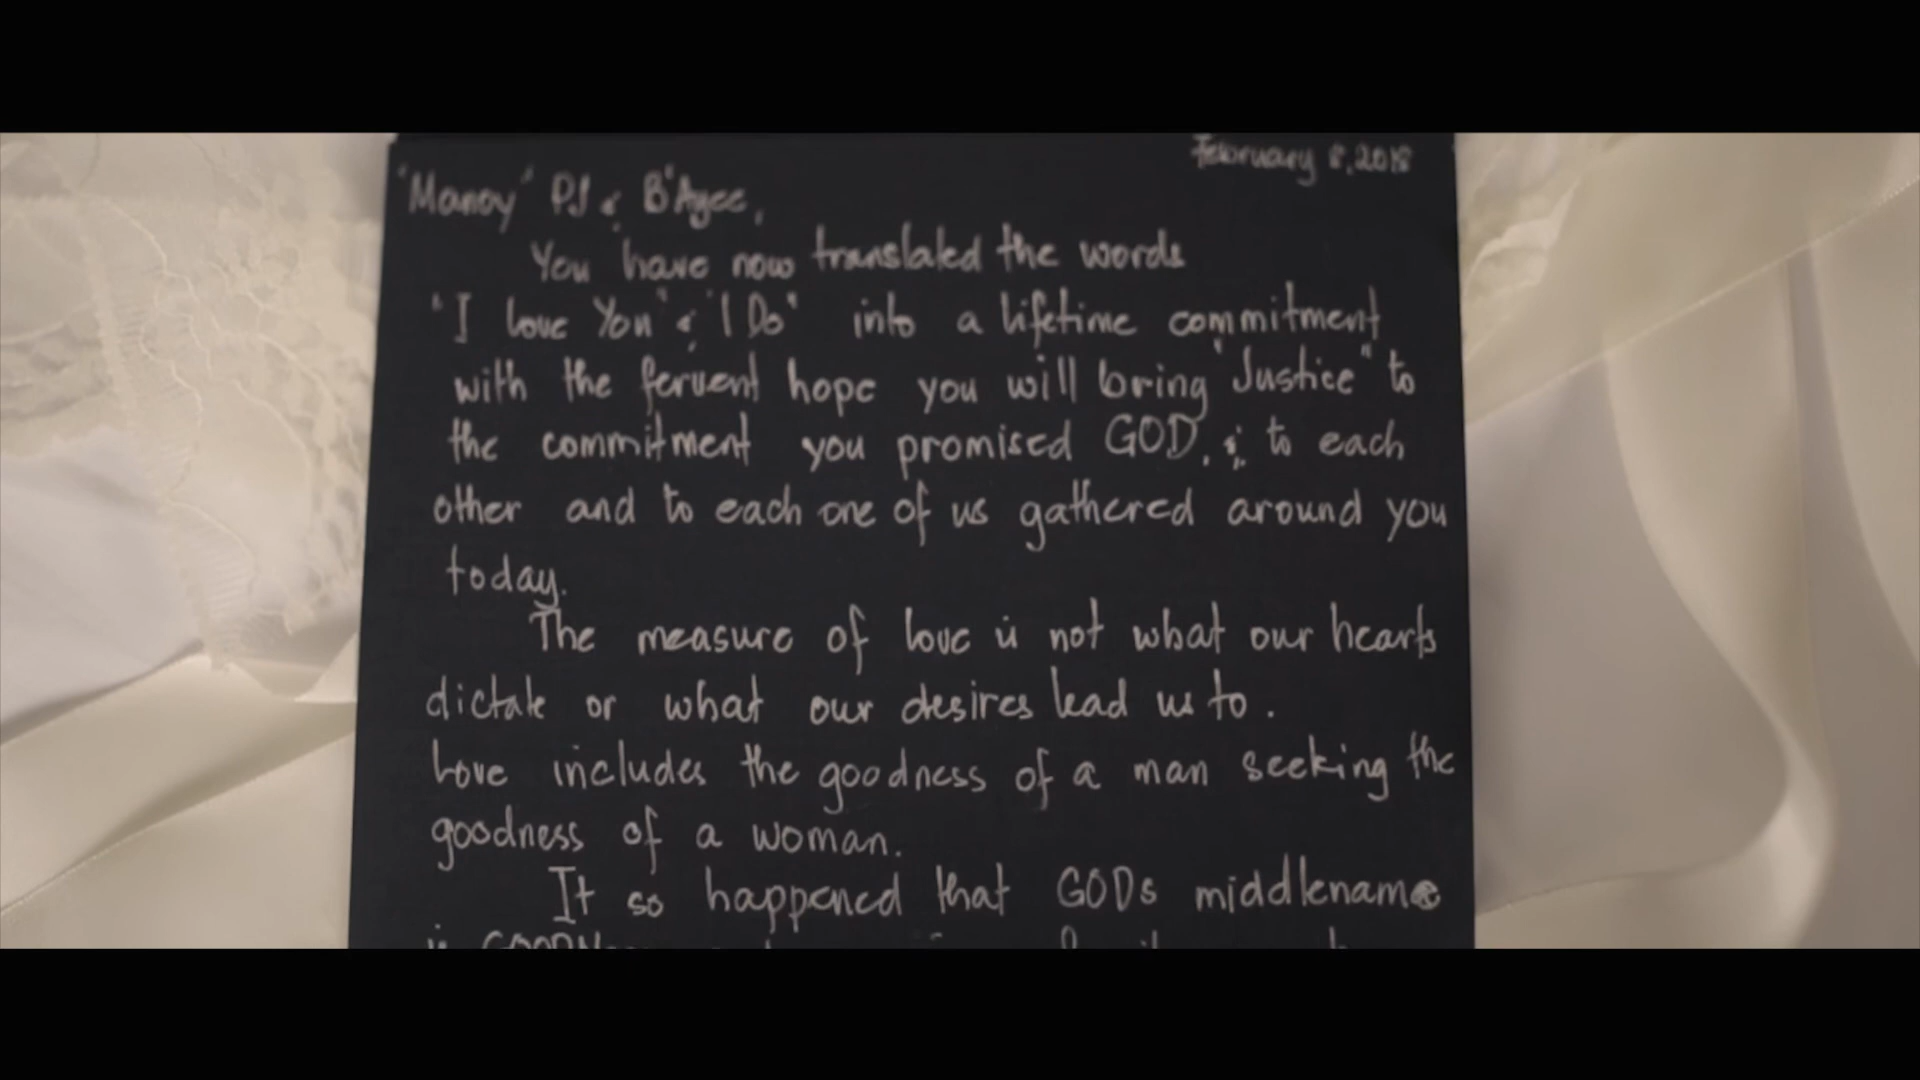 February 8, 2018
"Manoy" PJ & B'Ayee,
You have now translated the words
"I love You" & "I Do" into a lifetime commitment
with the fervent hope you will bring "Justice" to
the commitment you promised GOD, & to each
other and to each one of us gathered around you
today.
The measure of love is not what our hearts
dictate or what our desires lead us to.
Love includes the goodness of a man seeking the
goodness of a woman.
It so happened that GODs middlename
is